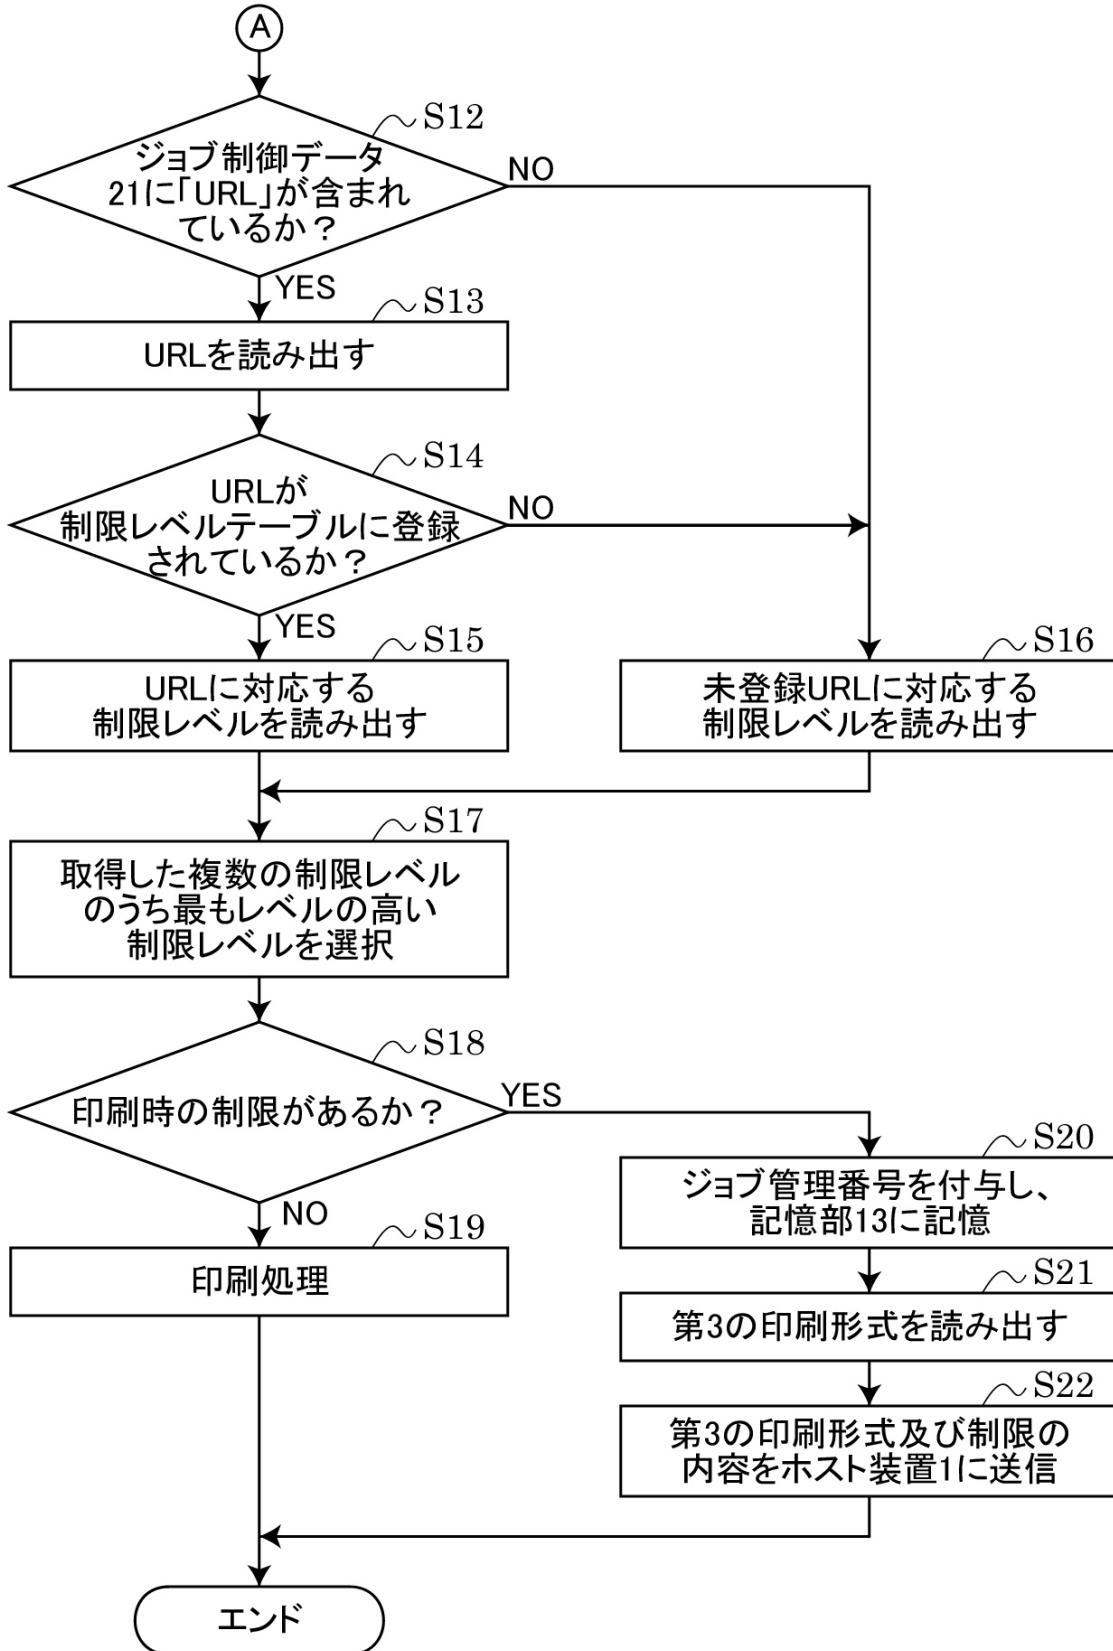 A
S12
ジョブ制御データ
21に「URL」が含まれ
ているか？
NO
YES
S13
URLを読み出す
S14
URLが
制限レベルテーブルに登録
されているか？
NO
YES
S15
URLに対応する
制限レベルを読み出す
S16
未登録URLに対応する
制限レベルを読み出す
S17
取得した複数の制限レベル
のうち最もレベルの高い
制限レベルを選択
S18
印刷時の制限があるか？
YES
NO
S19
印刷処理
S20
ジョブ管理番号を付与し、
記憶部13に記憶
S21
第3の印刷形式を読み出す
S22
第3の印刷形式及び制限の
内容をホスト装置1に送信
エンド